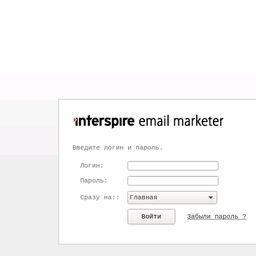 interspire email marketer
Введите логин и пароль.
Логин:
Пароль:
Сразу на:: Главная
Войти Забыли пароль ?